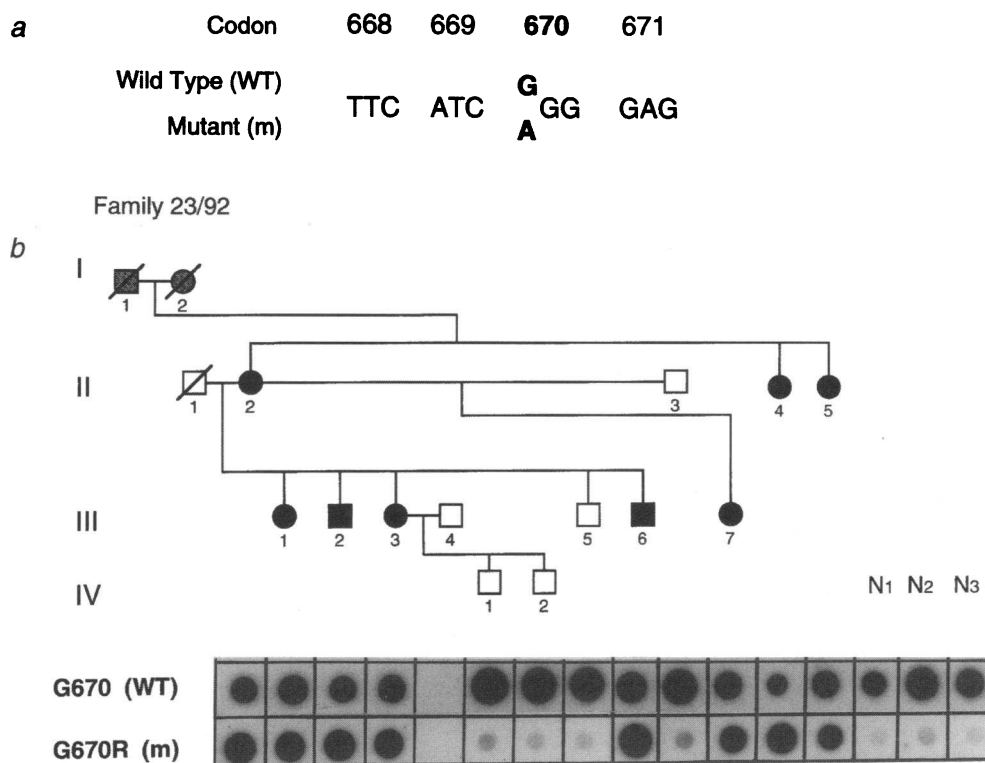 a Codon 668 669 670 671
Wild Type (WT) G
TTC ATC GG GAG
Mutant (m) A
Family 23/92
b I
1 2
II
1 2 3 4 5
III
1 2 3 4 5 6 7
IV
1 2
N1 N2 N3
G670 (WT)
G670R (m)